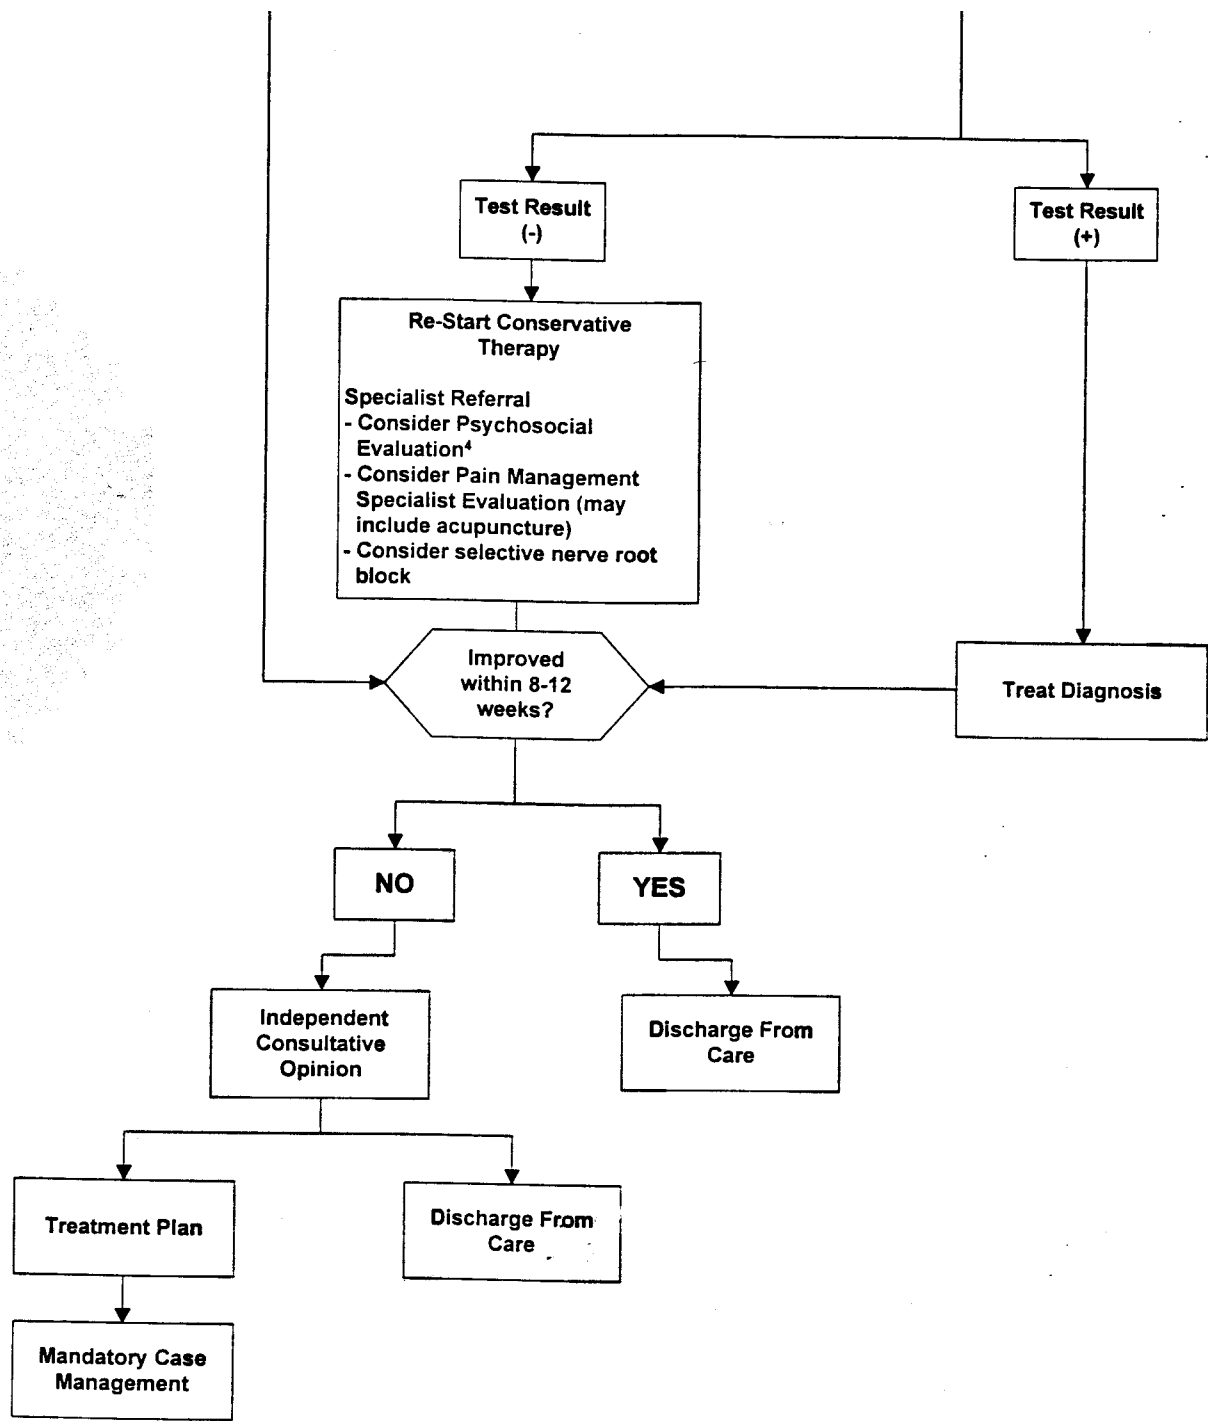 Test Result
(-)
Test Result
(+)
Re-Start Conservative
Therapy
Specialist Referral
- Consider Psychosocial
Evaluation⁴
- Consider Pain Management
Specialist Evaluation (may
include acupuncture)
- Consider selective nerve root
block
Improved
within 8-12
weeks?
Treat Diagnosis
NO
YES
Independent
Consultative
Opinion
Discharge From
Care
Treatment Plan
Discharge From
Care
Mandatory Case
Management